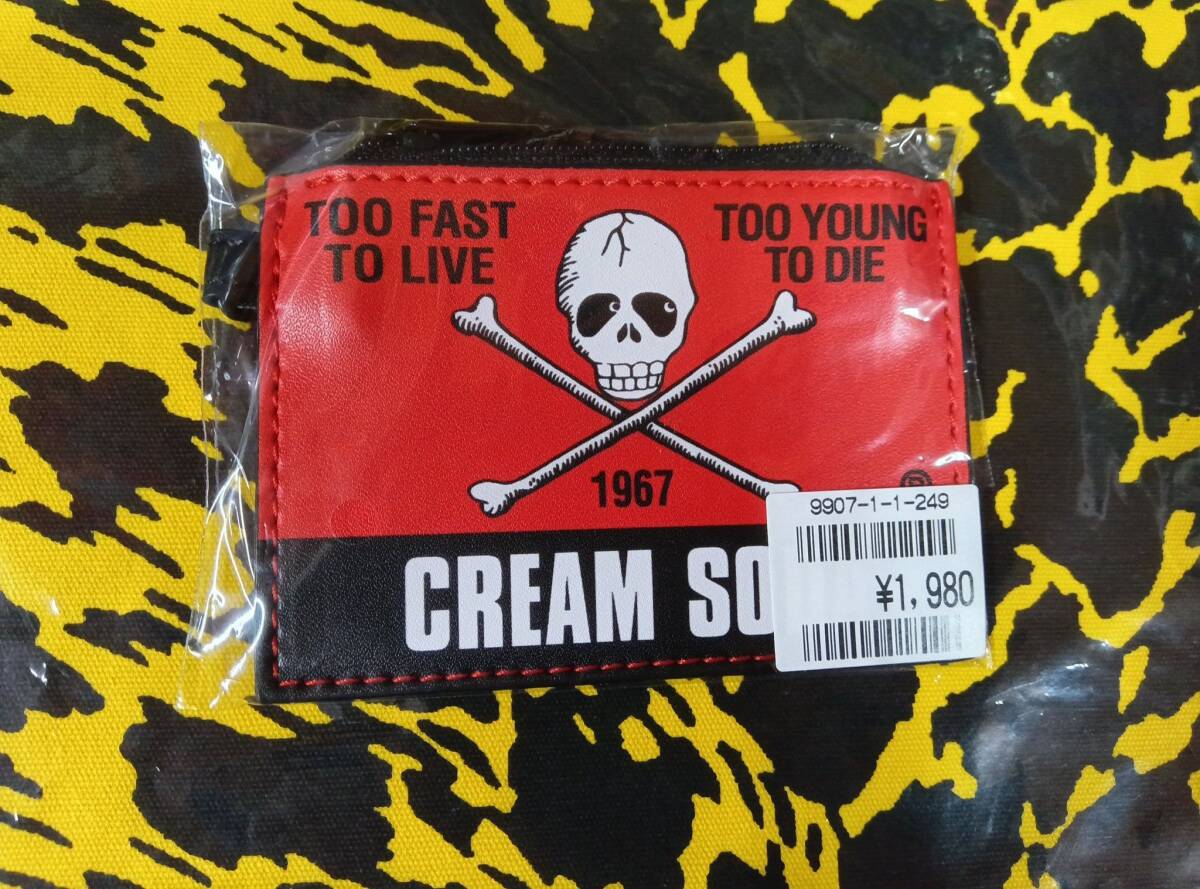 TOO FAST
TO LIVE
TOO YOUNG
TO DIE
1967
®
CREAM SO
9907-1-1-249
¥1,980